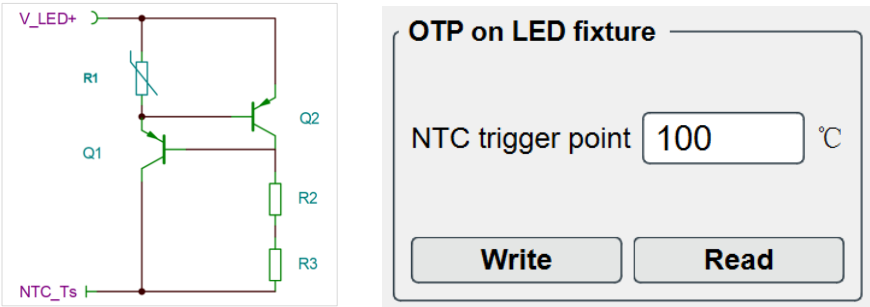 V_LED+
R1
Q2
Q1
R2
R3
NTC_Ts
OTP on LED fixture
NTC trigger point 100 ℃
Write Read